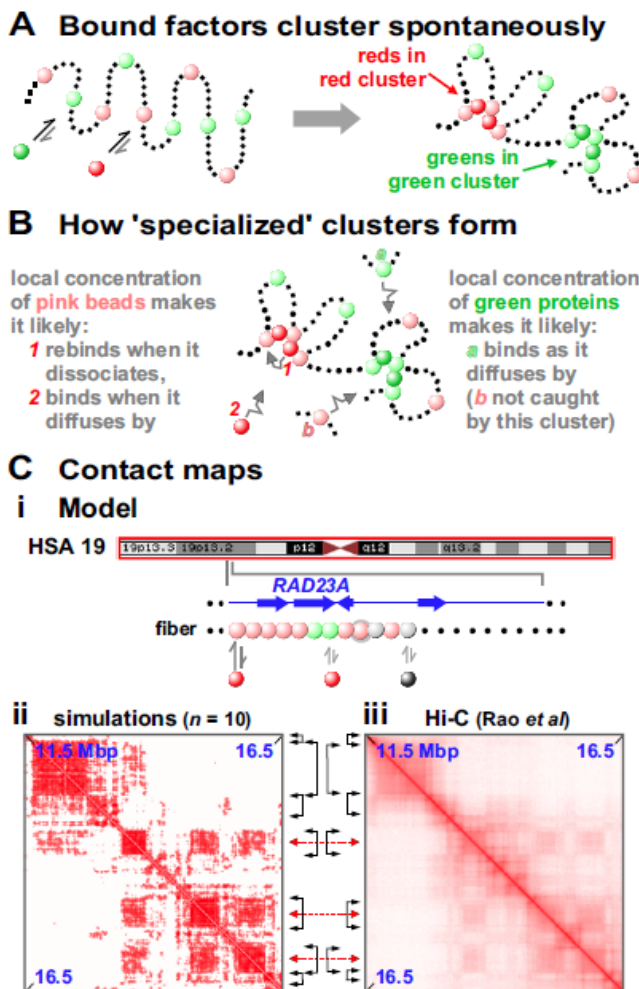 A Bound factors cluster spontaneously
reds in
red cluster
greens in
green cluster
B How 'specialized' clusters form
local concentration
of pink beads makes
it likely:
1 rebinds when it
dissociates,
2 binds when it
diffuses by
1
2
a
b
local concentration
of green proteins
makes it likely:
a binds as it
diffuses by
(b not caught
by this cluster)
C Contact maps
i Model
HSA 19
19p13.3 19p13.2 p12 q12 q13.2
RAD23A
fiber
ii simulations (n = 10)
11.5 Mbp 16.5
16.5
iii Hi-C (Rao et al)
11.5 Mbp 16.5
16.5